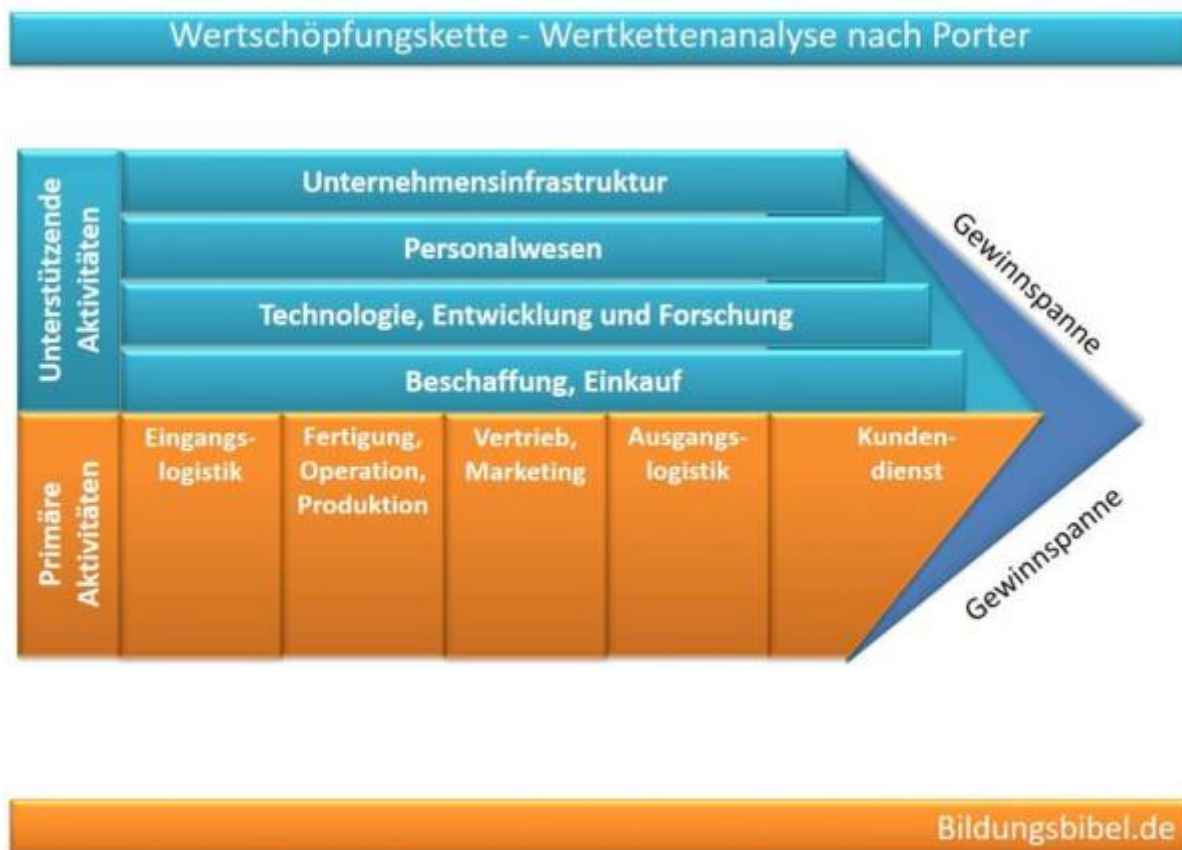 Wertschöpfungskette - Wertkettenanalyse nach Porter
Unterstützende
Aktivitäten
Unternehmensinfrastruktur
Personalwesen
Technologie, Entwicklung und Forschung
Beschaffung, Einkauf
Gewinnspanne
Primäre
Aktivitäten
Eingangs-
logistik
Fertigung,
Operation,
Produktion
Vertrieb,
Marketing
Ausgangs-
logistik
Kunden-
dienst
Gewinnspanne
Bildungsbibel.de